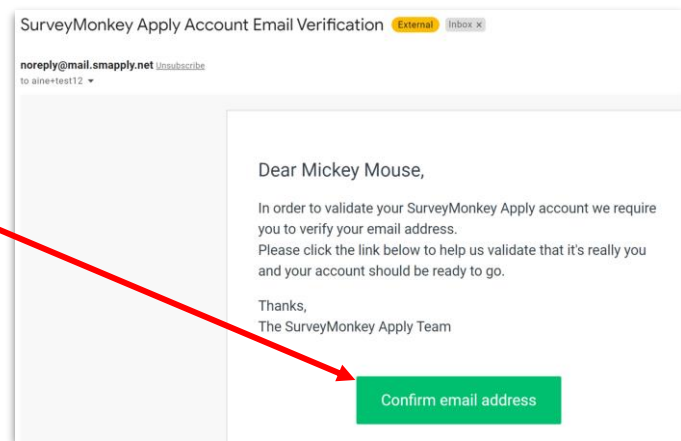 SurveyMonkey Apply Account Email Verification External Inbox x
noreply@mail.smapply.net Unsubscribe
to aine+test12
Dear Mickey Mouse,
In order to validate your SurveyMonkey Apply account we require
you to verify your email address.
Please click the link below to help us validate that it's really you
and your account should be ready to go.
Thanks,
The SurveyMonkey Apply Team
Confirm email address